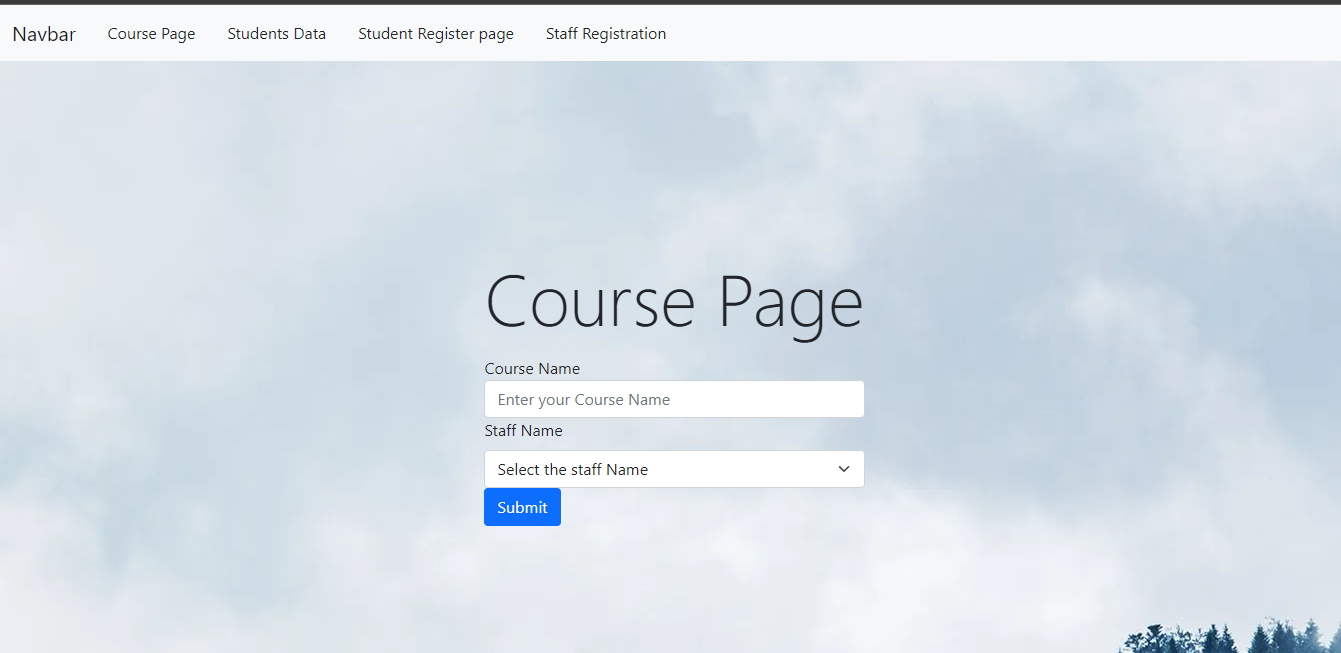 Navbar Course Page Students Data Student Register page Staff Registration
Course Page
Course Name
Enter your Course Name
Staff Name
Select the staff Name
Submit